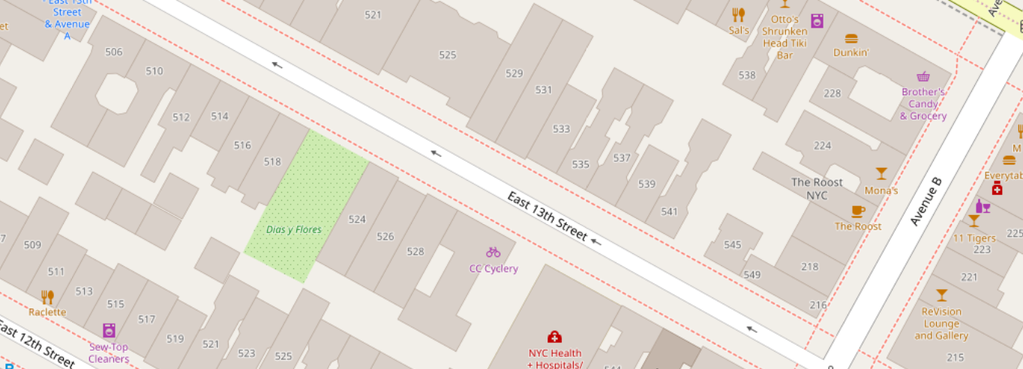 East 13th
Street
& Avenue
A
521
506
510
525
529
531
512
514
516
518
533
535
537
539
541
Sal's
Otto's
Shrunken
Head Tiki
Bar
Dunkin'
538
228
Brother's
Candy
& Grocery
224
Mona's
The Roost
NYC
The Roost
Avenue B
Everytab
11 Tigers
223
221
545
549
218
216
ReVision
Lounge
and Gallery
215
East 13th Street
Dias y Flores
524
526
528
CC Cyclery
NYC Health
+ Hospitals/
509
511
513
515
517
519
521
523
525
Raclette
Sew-Top
Cleaners
East 12th Street